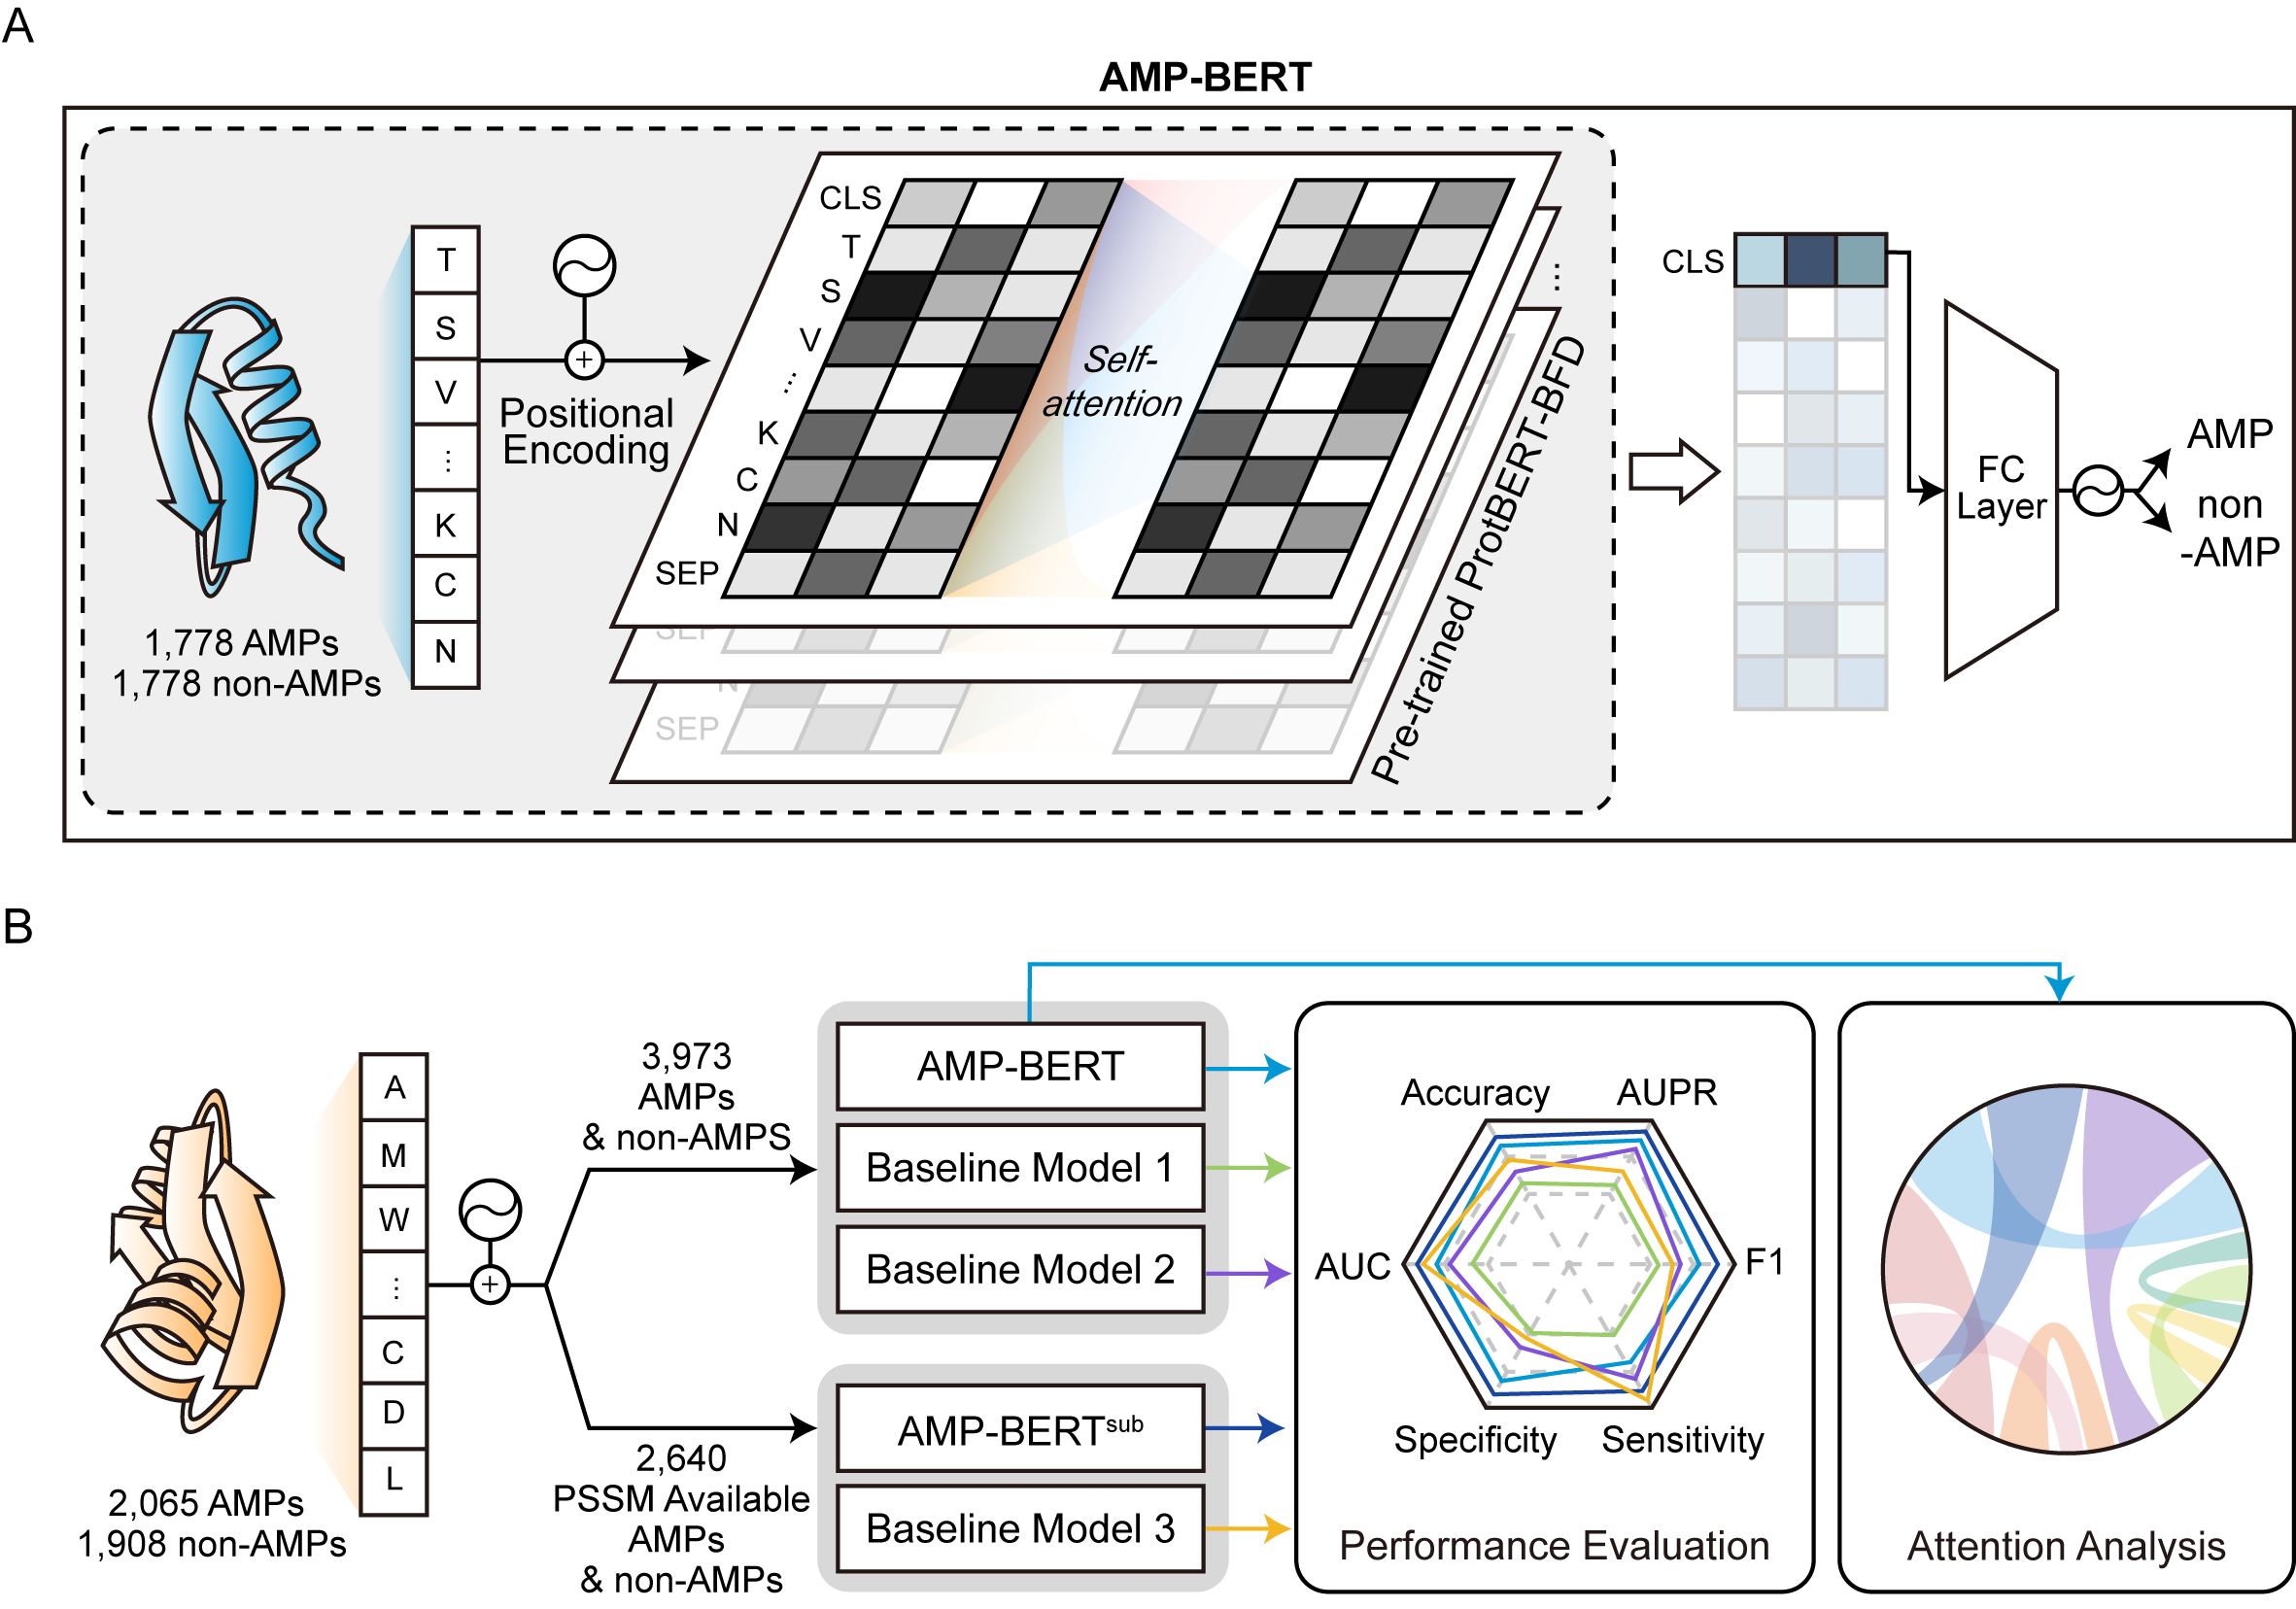 A
AMP-BERT
T
S
V
⋮
K
C
N
1,778 AMPs
1,778 non-AMPs
Positional
Encoding
CLS
T
S
V
...
K
C
N
SEP
Self-
attention
SEP
N
SEP
⋮
Pre-trained ProtBERT-BFD
CLS
FC
Layer
AMP
non
-AMP
B
A
M
W
⋮
C
D
L
2,065 AMPs
1,908 non-AMPs
3,973
AMPs
& non-AMPS
2,640
PSSM Available
AMPs
& non-AMPs
AMP-BERT
Baseline Model 1
Baseline Model 2
AMP-BERTsub
Baseline Model 3
Accuracy
AUPR
AUC
F1
Specificity
Sensitivity
Performance Evaluation
Attention Analysis